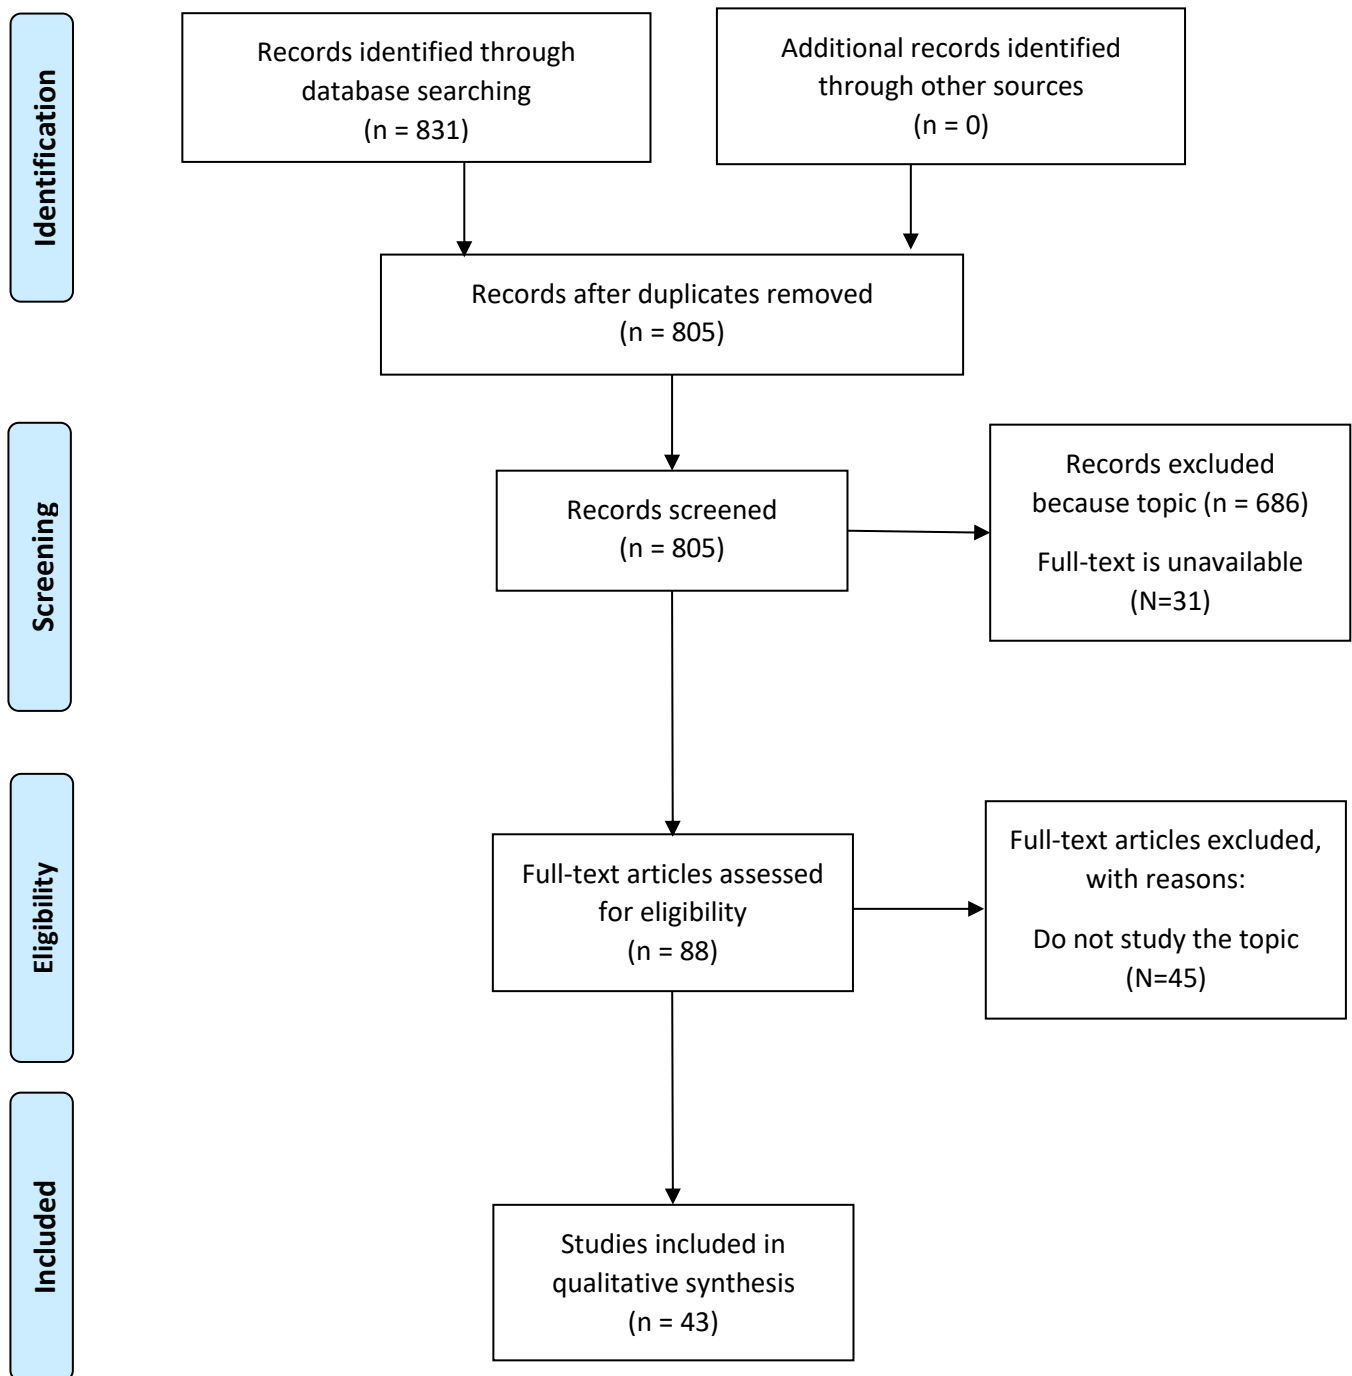 Identification
Records identified through
database searching
(n = 831)
Additional records identified
through other sources
(n = 0)
Records after duplicates removed
(n = 805)
Screening
Records screened
(n = 805)
Records excluded
because topic (n = 686)
Full-text is unavailable
(N=31)
Eligibility
Full-text articles assessed
for eligibility
(n = 88)
Full-text articles excluded,
with reasons:
Do not study the topic
(N=45)
Included
Studies included in
qualitative synthesis
(n = 43)